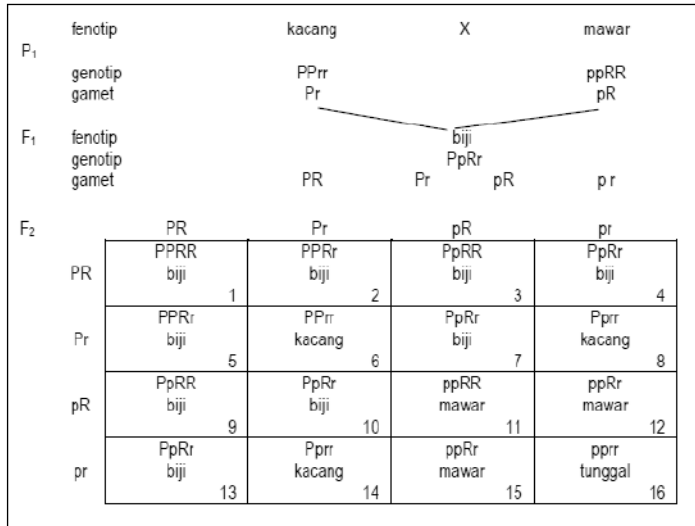 fenotip kacang X mawar
P₁
genotip PPrr ppRR
gamet Pr pR
F₁ fenotip biji
genotip PpRr
gamet PR Pr pR pr
F₂ PR Pr pR pr
PPRR PPRr PpRR PpRr
PR biji biji biji biji
1 2 3 4
PPRr PPrr PpRr Pprr
Pr biji kacang biji kacang
5 6 7 8
PpRR PpRr ppRR ppRr
pR biji biji mawar mawar
9 10 11 12
PpRr Pprr ppRr pprr
pr biji kacang mawar tunggal
13 14 15 16